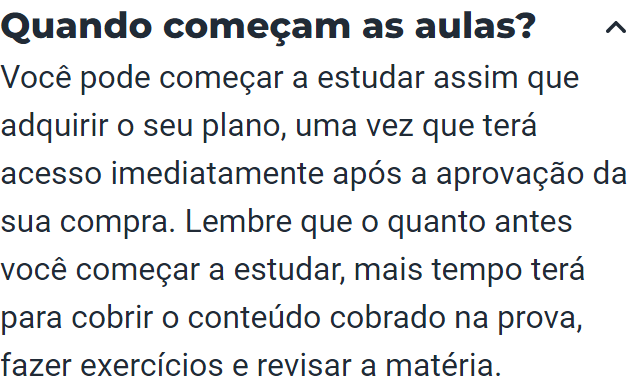 Quando começam as aulas?
Você pode começar a estudar assim que
adquirir o seu plano, uma vez que terá
acesso imediatamente após a aprovação da
sua compra. Lembre que o quanto antes
você começar a estudar, mais tempo terá
para cobrir o conteúdo cobrado na prova,
fazer exercícios e revisar a matéria.